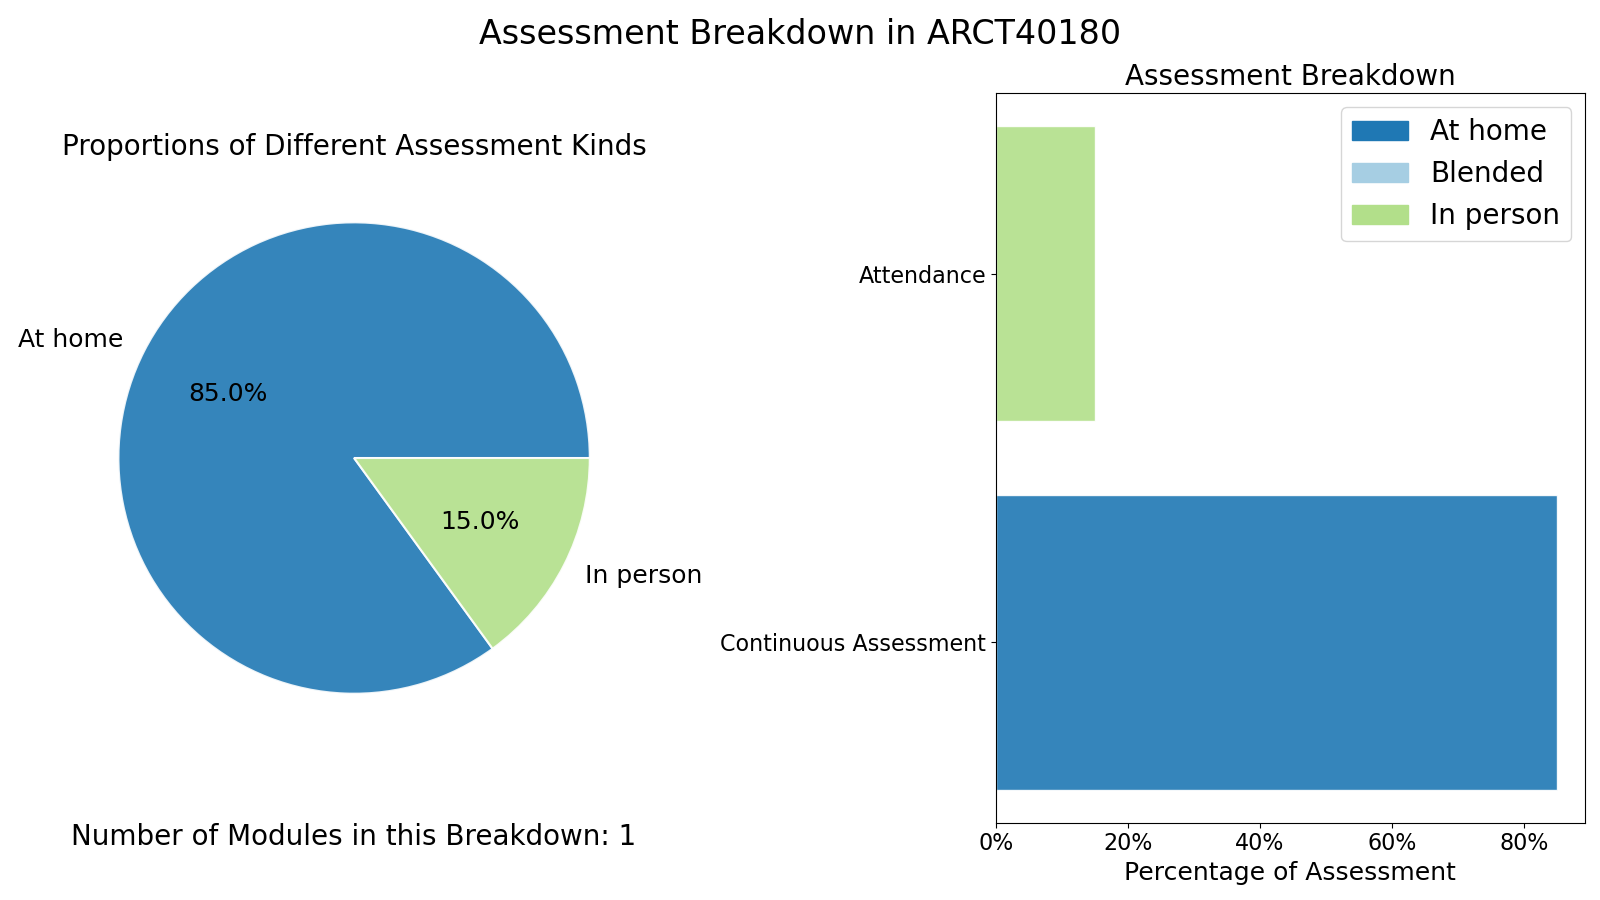 Assessment Breakdown in ARCT40180
Proportions of Different Assessment Kinds
At home
85.0%
15.0%
In person
Number of Modules in this Breakdown: 1
Assessment Breakdown
At home
Blended
In person
Attendance
Continuous Assessment
0% 20% 40% 60% 80%
Percentage of Assessment